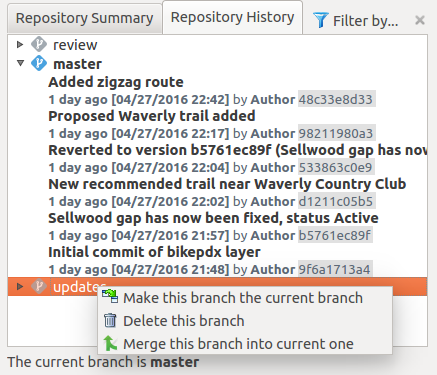 Repository Summary Repository History Filter by...
review
master
Added zigzag route
1 day ago [04/27/2016 22:42] by Author 48c33e8d33
Proposed Waverly trail added
1 day ago [04/27/2016 22:17] by Author 98211980a3
Reverted to version b5761ec89f (Sellwood gap has nov
1 day ago [04/27/2016 22:04] by Author 533863c0e9
New recommended trail near Waverly Country Club
1 day ago [04/27/2016 22:02] by Author d1211c05b5
Sellwood gap has now been fixed, status Active
1 day ago [04/27/2016 21:57] by Author b5761ec89f
Initial commit of bikepdx layer
1 day ago [04/27/2016 21:48] by Author 9f6a1713a4
updates
Make this branch the current branch
Delete this branch
Merge this branch into current one
The current branch is master